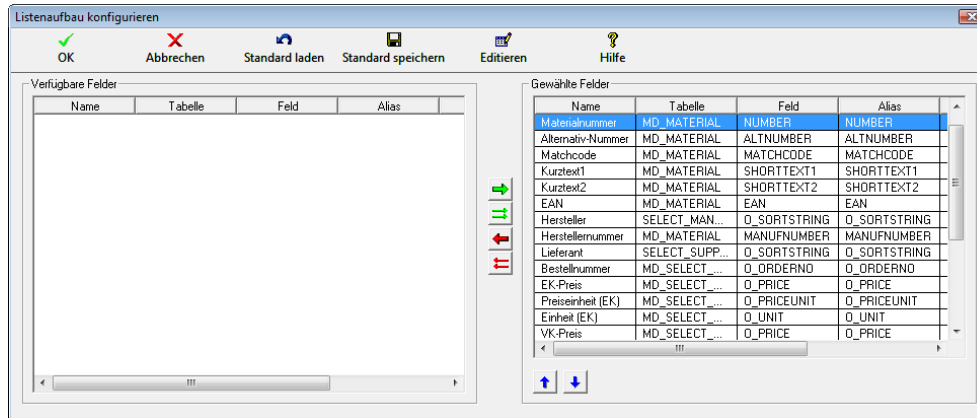 Listenaufbau konfigurieren
OK Abbrechen Standard laden Standard speichern Editieren Hilfe
Verfügbare Felder
Name Tabelle Feld Alias
Gewählte Felder
Name Tabelle Feld Alias
Materialnummer MD_MATERIAL NUMBER NUMBER
Alternativ-Nummer MD_MATERIAL ALTNUMBER ALTNUMBER
Matchcode MD_MATERIAL MATCHCODE MATCHCODE
Kurztext1 MD_MATERIAL SHORTTEXT1 SHORTTEXT1
Kurztext2 MD_MATERIAL SHORTTEXT2 SHORTTEXT2
EAN MD_MATERIAL EAN EAN
Hersteller SELECT_MAN... O_SORTSTRING O_SORTSTRING
Herstellernummer MD_MATERIAL MANUFNUMBER MANUFNUMBER
Lieferant SELECT_SUPP... O_SORTSTRING O_SORTSTRING
Bestellnummer MD_SELECT_... O_ORDERNO O_ORDERNO
EK-Preis MD_SELECT_... O_PRICE O_PRICE
Preiseinheit (EK) MD_SELECT_... O_PRICEUNIT O_PRICEUNIT
Einheit (EK) MD_SELECT_... O_UNIT O_UNIT
VK-Preis MD_SELECT_... O_PRICE O_PRICE